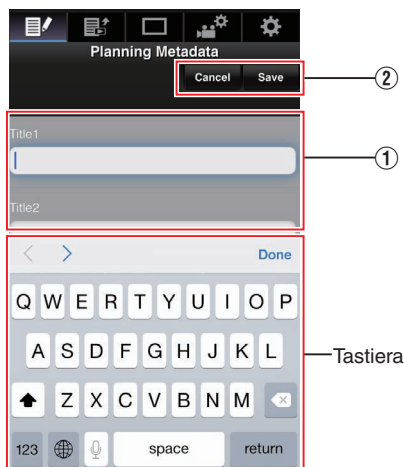 Planning Metadata
Cancel Save ②
Title1
①
Title2
Done
Q W E R T Y U I O P
A S D F G H J K L
Tastiera
Z X C V B N M
123 space return